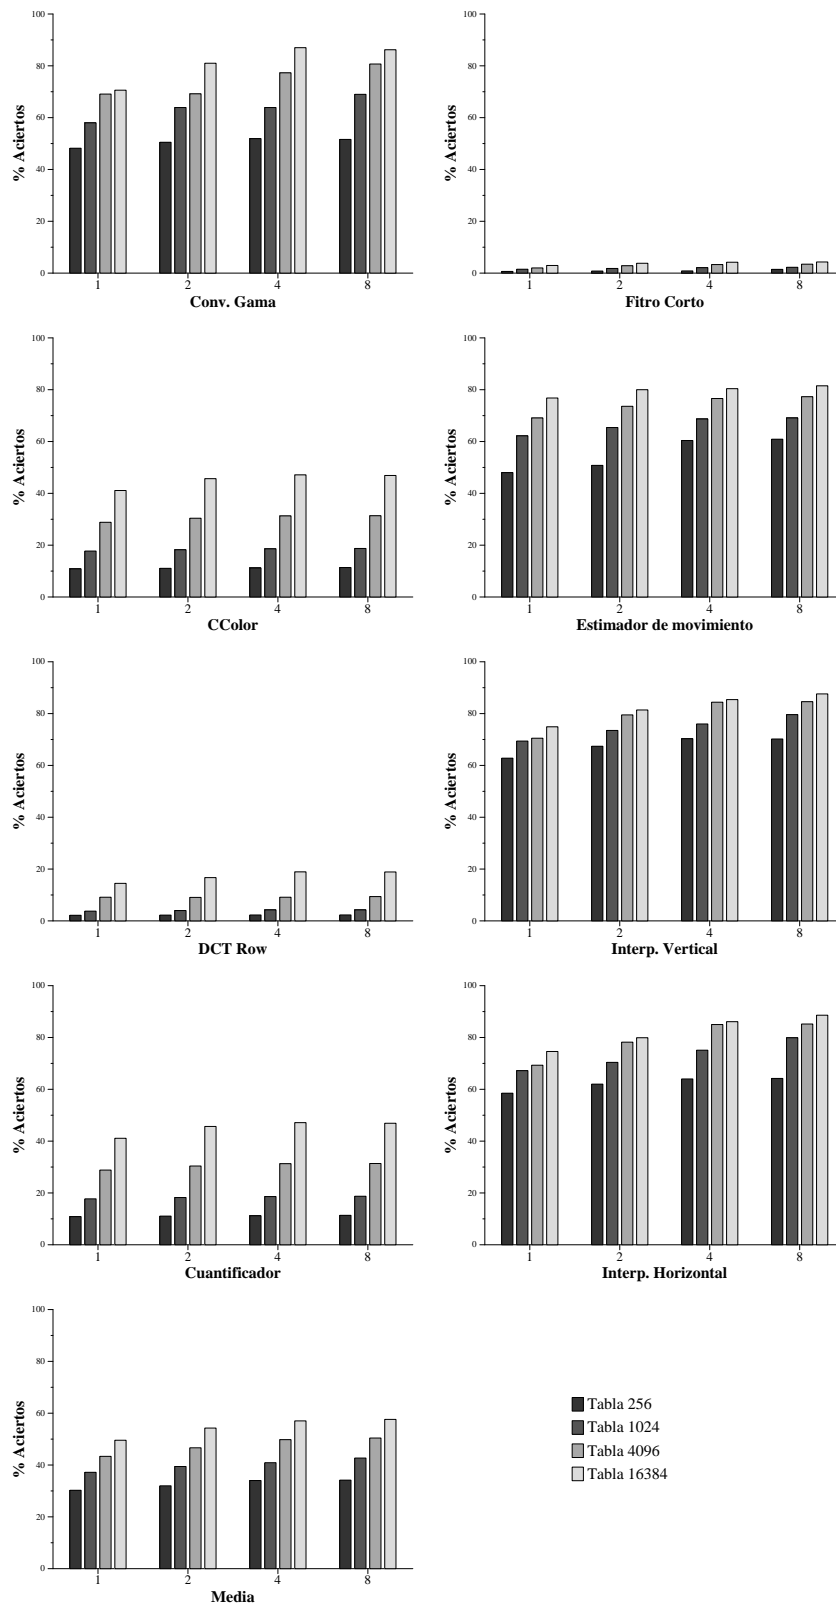 100
80
60
40
20
0
% Aciertos
1 2 4 8
Conv. Gama
100
80
60
40
20
0
% Aciertos
1 2 4 8
Fitro Corto
100
80
60
40
20
0
% Aciertos
1 2 4 8
CColor
100
80
60
40
20
0
% Aciertos
1 2 4 8
Estimador de movimiento
100
80
60
40
20
0
% Aciertos
1 2 4 8
DCT Row
100
80
60
40
20
0
% Aciertos
1 2 4 8
Interp. Vertical
100
80
60
40
20
0
% Aciertos
1 2 4 8
Cuantificador
100
80
60
40
20
0
% Aciertos
1 2 4 8
Interp. Horizontal
100
80
60
40
20
0
% Aciertos
1 2 4 8
Media
Tabla 256
Tabla 1024
Tabla 4096
Tabla 16384